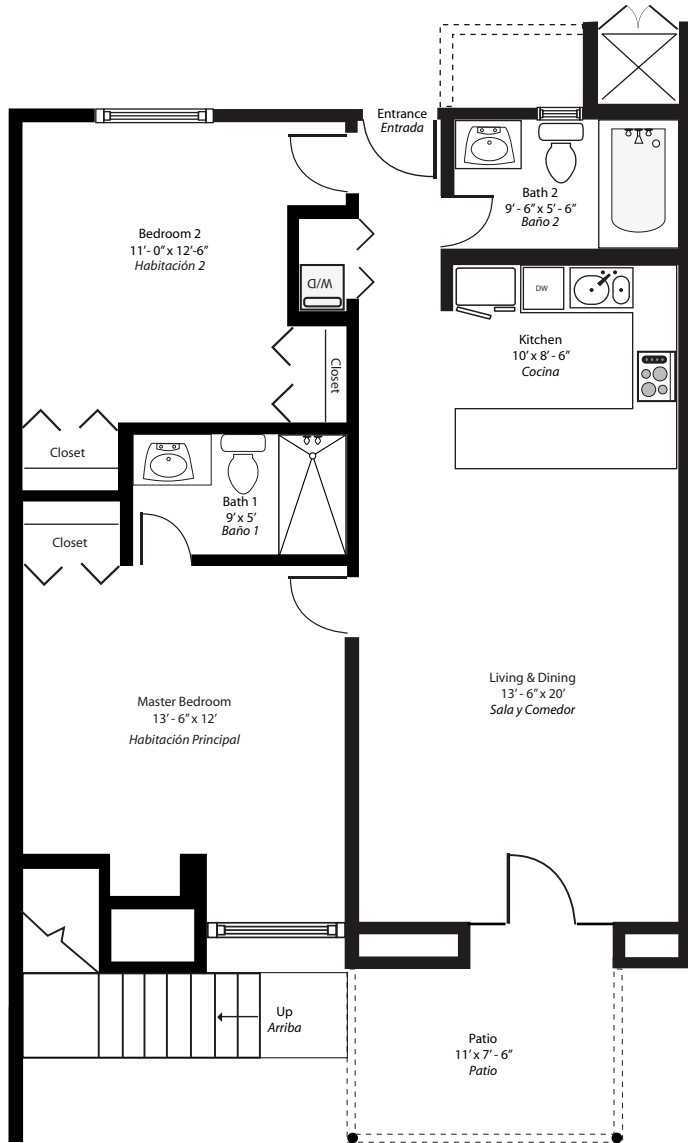 Entrance
Entrada
Bath 2
9' - 6" x 5' - 6"
Baño 2
Bedroom 2
11'- 0" x 12'-6"
Habitación 2
W/D
DW
Kitchen
10' x 8' - 6"
Cocina
Closet
Closet
Bath 1
9' x 5'
Baño 1
Closet
Living & Dining
13' - 6" x 20'
Sala y Comedor
Master Bedroom
13' - 6" x 12'
Habitación Principal
Up
Arriba
Patio
11' x 7' - 6"
Patio